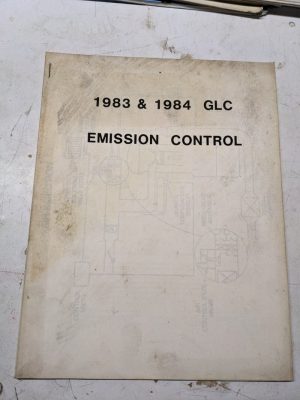 1983 & 1984 GLC
EMISSION CONTROL